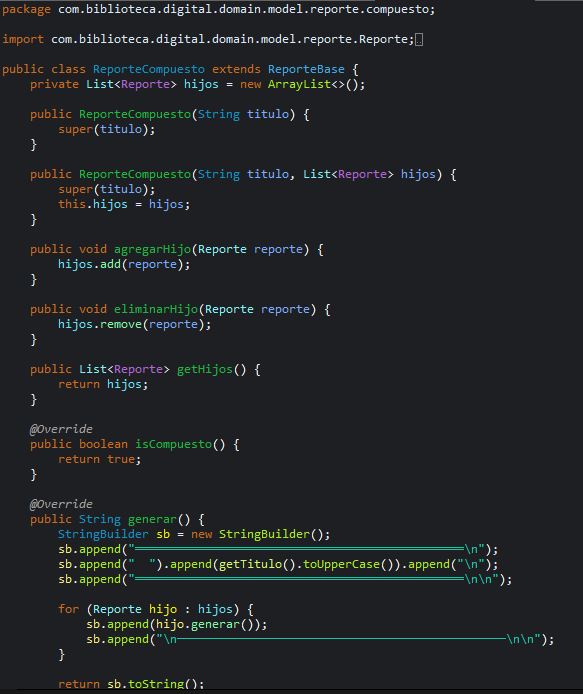 package com.biblioteca.digital.domain.model.reporte.compuesto;
import com.biblioteca.digital.domain.model.reporte.Reporte;
public class ReporteCompuesto extends ReporteBase {
private List<Reporte> hijos = new ArrayList<>();
public ReporteCompuesto(String titulo) {
super(titulo);
}
public ReporteCompuesto(String titulo, List<Reporte> hijos) {
super(titulo);
this.hijos = hijos;
}
public void agregarHijo(Reporte reporte) {
hijos.add(reporte);
}
public void eliminarHijo(Reporte reporte) {
hijos.remove(reporte);
}
public List<Reporte> getHijos() {
return hijos;
}
@Override
public boolean isCompuesto() {
return true;
}
@Override
public String generar() {
StringBuilder sb = new StringBuilder();
sb.append("═══════════════════════════════════════════════\n");
sb.append("  ").append(getTitulo().toUpperCase()).append("\n");
sb.append("═══════════════════════════════════════════════\n\n");
for (Reporte hijo : hijos) {
sb.append(hijo.generar());
sb.append("\n───────────────────────────────────────────────\n\n");
}
return sb.toString();